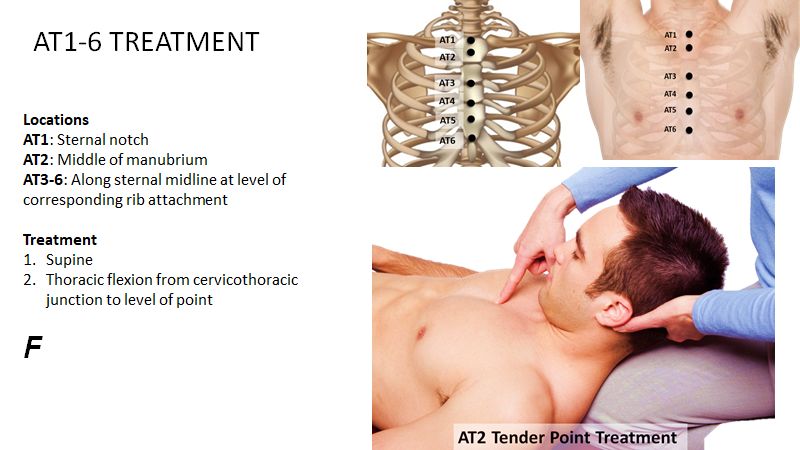 AT1-6 TREATMENT
Locations
AT1: Sternal notch
AT2: Middle of manubrium
AT3-6: Along sternal midline at level of
corresponding rib attachment
Treatment
1. Supine
2. Thoracic flexion from cervicothoracic
junction to level of point
F
AT1
AT2
AT3
AT4
AT5
AT6
AT1
AT2
AT3
AT4
AT5
AT6
AT2 Tender Point Treatment